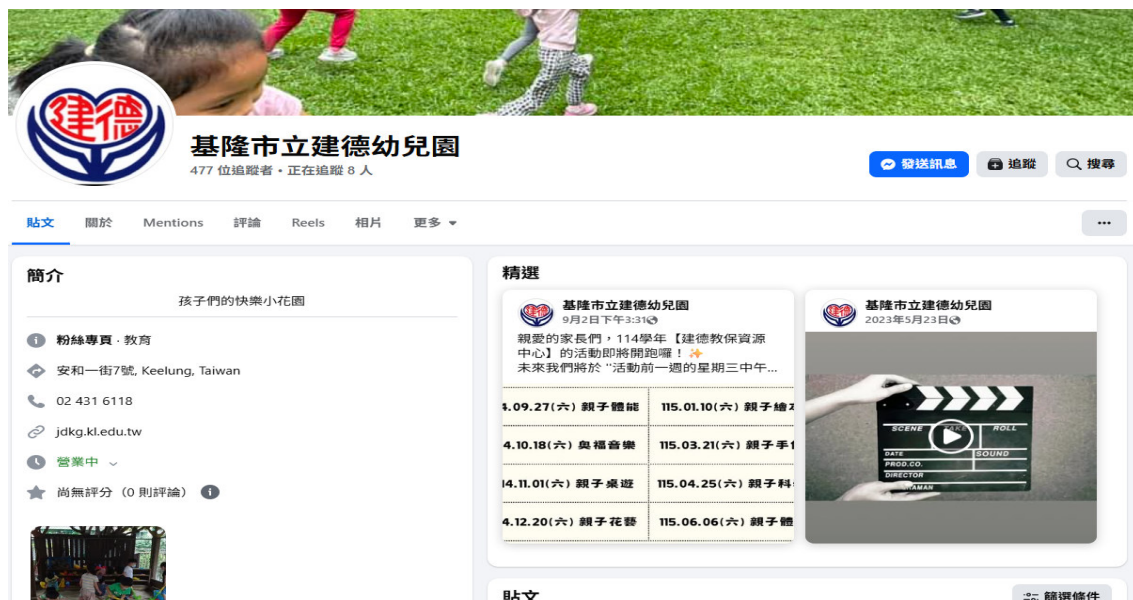 建德
基隆市立建德幼兒園
477 位追蹤者 · 正在追蹤 8 人
發送訊息
追蹤
搜尋
貼文
關於
Mentions
評論
Reels
相片
更多
簡介
孩子們的快樂小花園
粉絲專頁 · 教育
安和一街7號, Keelung, Taiwan
02 431 6118
jdkg.kl.edu.tw
營業中
尚無評分（0 則評論）
精選
基隆市立建德幼兒園
9月2日下午3:31
親愛的家長們，114學年【建德教保資源
中心】的活動即將開跑囉！✨
未來我們將於 "活動前一週的星期三中午...
4.09.27(六) 親子體能
115.01.10(六) 親子繪本
4.10.18(六) 奧福音樂
115.03.21(六) 親子手
14.11.01(六) 親子桌遊
115.04.25(六) 親子科
4.12.20(六) 親子花藝
115.06.06(六) 親子體
基隆市立建德幼兒園
2023年5月23日
SCENE TAKE ROLL
DATE SOUND
PROD.CO.
DIRECTOR
RAMAN
貼文
篩選條件